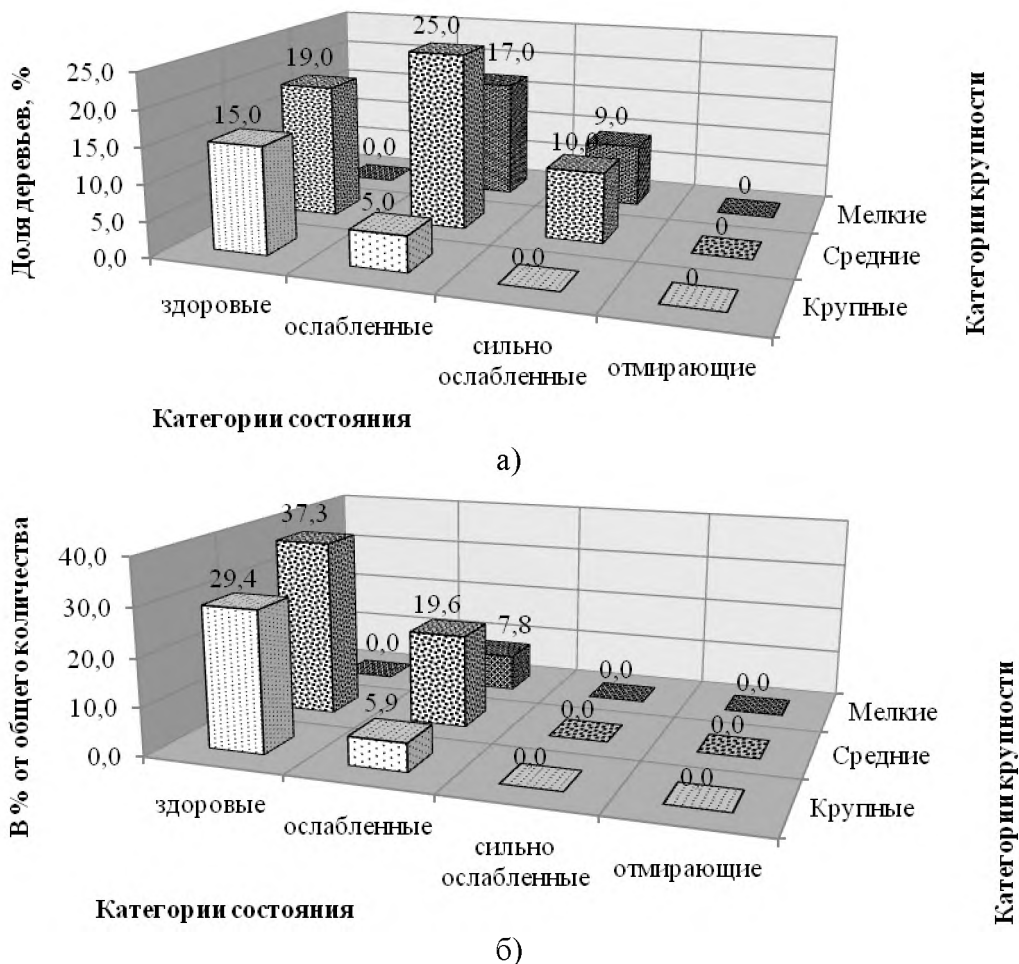 Доля деревьев, %
25,0
20,0
15,0
10,0
5,0
0,0
15,0
19,0
0,0
5,0
25,0
17,0
0,0
10,0
9,0
0
0
0
здоровые
ослабленные
сильно
ослабленные
отмирающие
Мелкие
Средние
Крупные
Категории крупности
Категории состояния
а)
В % от общего количества
40,0
30,0
20,0
10,0
0,0
29,4
37,3
0,0
5,9
19,6
7,8
0,0
0,0
0,0
0,0
0,0
0,0
здоровые
ослабленные
сильно
ослабленные
отмирающие
Мелкие
Средние
Крупные
Категории крупности
Категории состояния
б)